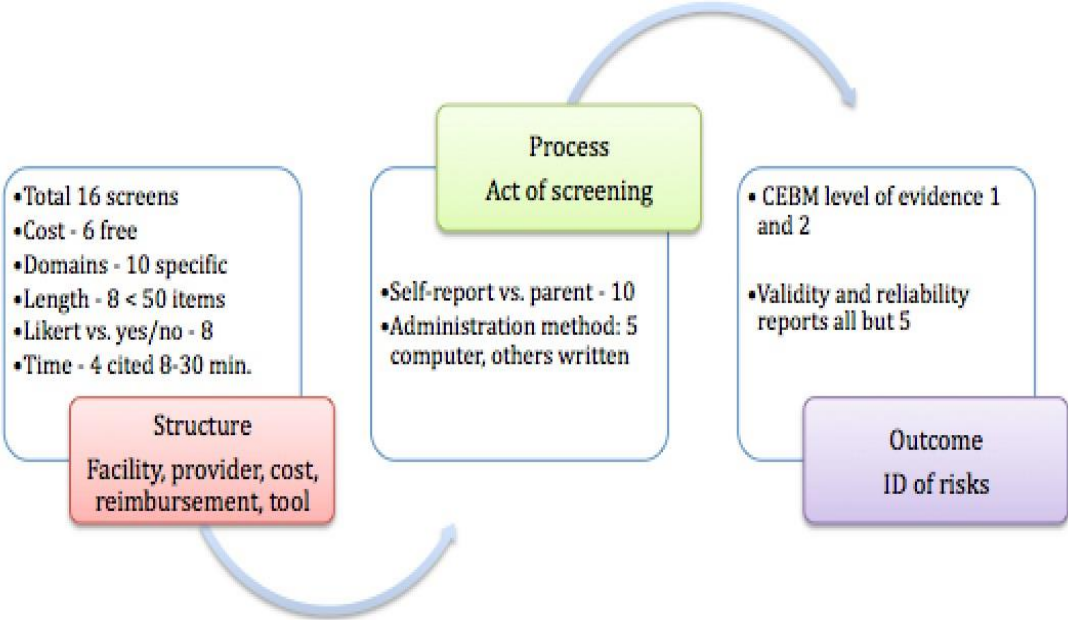 •Total 16 screens
•Cost - 6 free
•Domains - 10 specific
•Length - 8 < 50 items
•Likert vs. yes/no - 8
•Time - 4 cited 8-30 min.
Structure
Facility, provider, cost,
reimbursement, tool
Process
Act of screening
•Self-report vs. parent - 10
•Administration method: 5
computer, others written
• CEBM level of evidence 1
and 2
•Validity and reliability
reports all but 5
Outcome
ID of risks